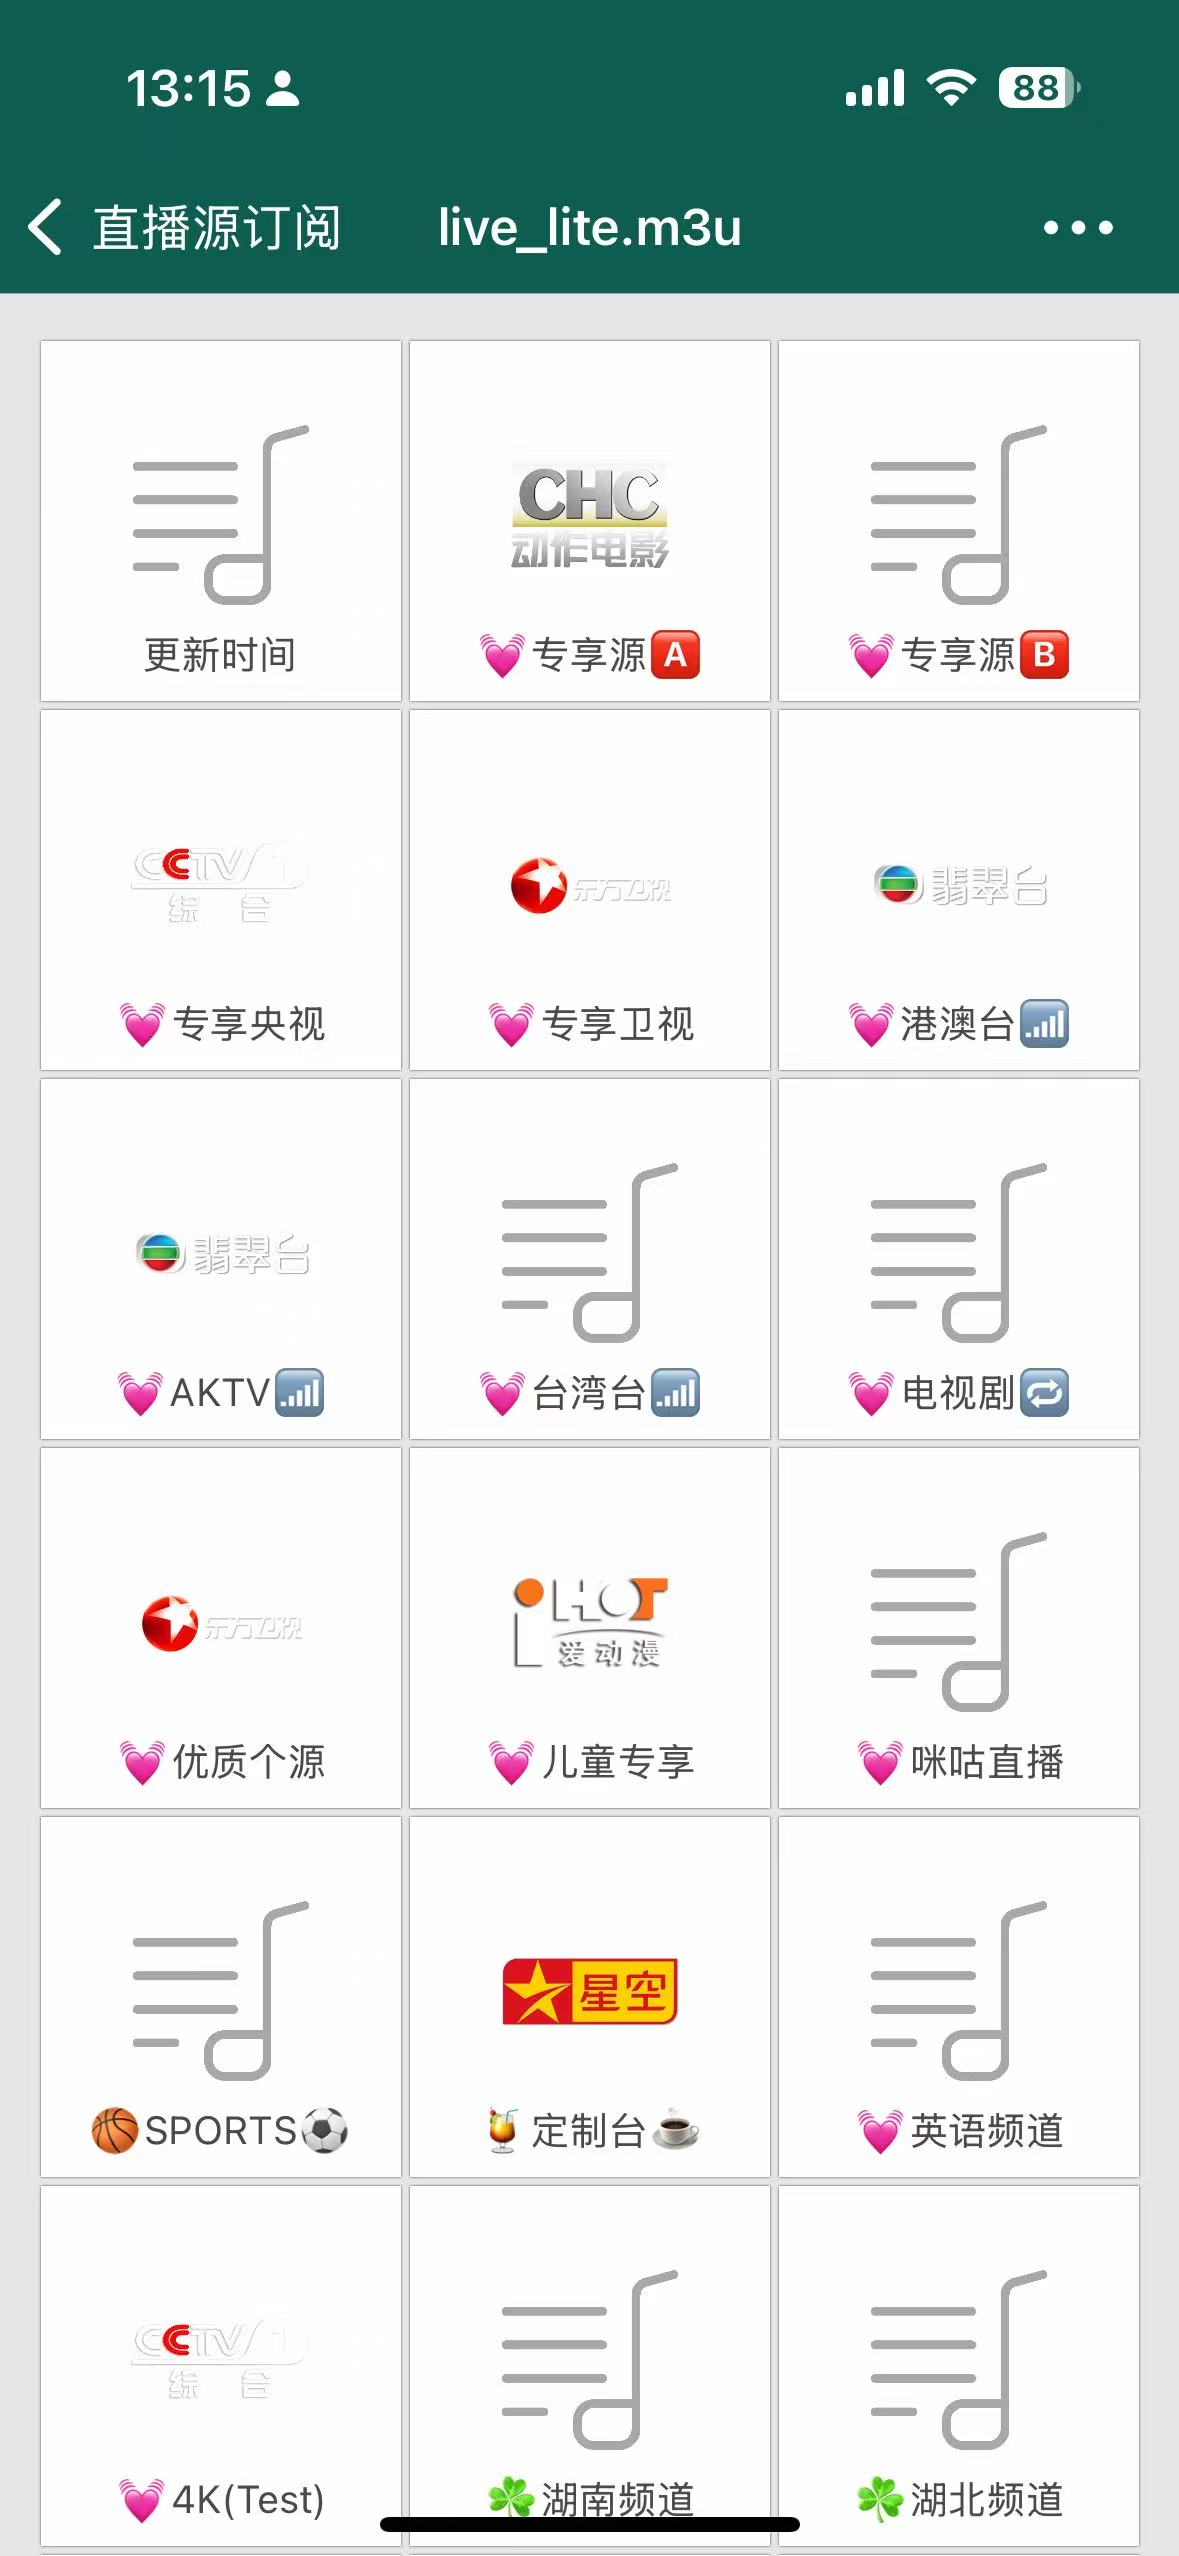 13:15
88
直播源订阅
live_lite.m3u
更新时间
CHC
动作电影
💓专享源🅰
💓专享源🅱
CCTV 1
综 合
💓专享央视
东方卫视
💓专享卫视
翡翠台
💓港澳台📶
翡翠台
💓AKTV📶
💓台湾台📶
💓电视剧🔁
东方卫视
💓优质个源
iHOT
爱动漫
💓儿童专享
💓咪咕直播
🏀SPORTS⚽
星空
🍹定制台☕
💓英语频道
CCTV 1
综 合
💓4K(Test)
☘湖南频道
☘湖北频道